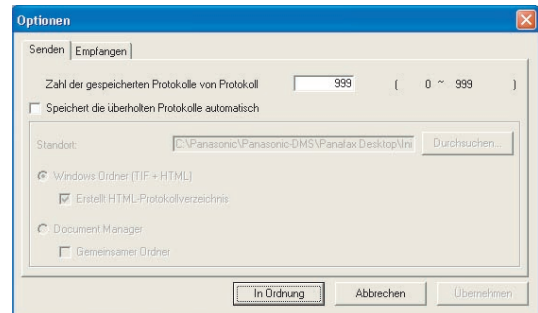 Optionen
Senden Empfangen
Zahl der gespeicherten Protokolle von Protokoll 999 ( 0 ~ 999 )
Speichert die überholten Protokolle automatisch
Standort: C:\Panasonic\Panasonic-DMS\Panafax Desktop\Ini Durchsuchen...
Windows Ordner (TIF + HTML)
Erstellt HTML-Protokollverzeichnis
Document Manager
Gemeinsamer Ordner
In Ordnung Abbrechen Übernehmen